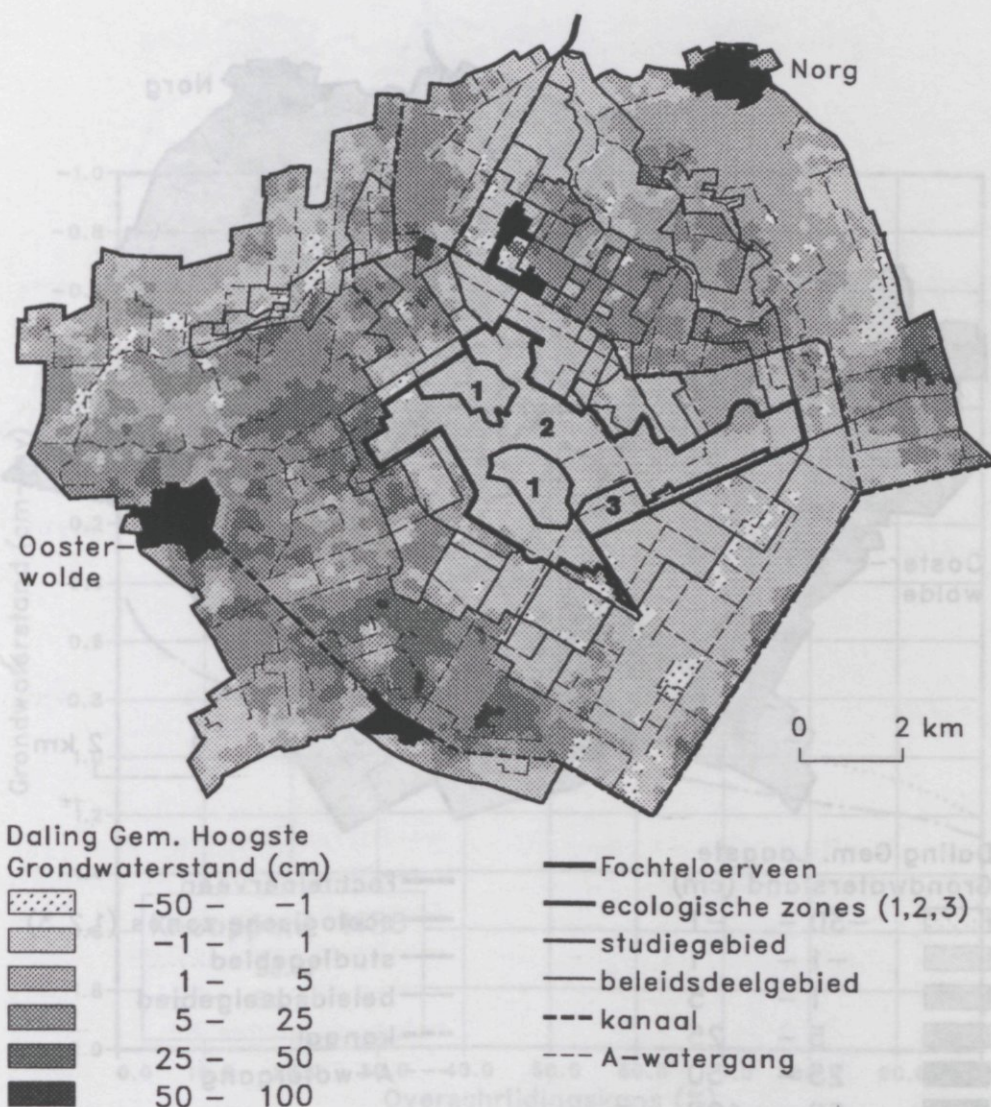 Norg
1
2
1
3
Ooster-
wolde
0 2 km
Daling Gem. Hoogste
Grondwaterstand (cm)
-50 - -1
-1 - 1
1 - 5
5 - 25
25 - 50
50 - 100
Fochteloerveen
ecologische zones (1,2,3)
studiegebied
beleidsdeelgebied
kanaal
A-watergang